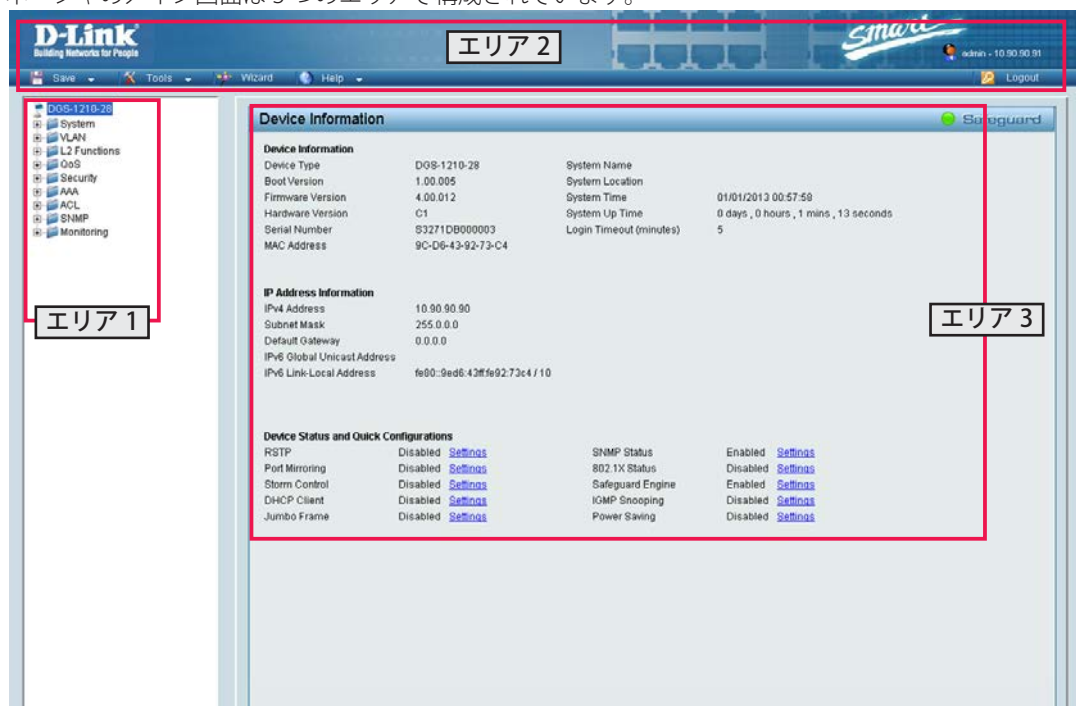 D-Link
Building Networks for People
smart
エリア 2
admin - 10.90.90.91
Save
Tools
Wizard
Help
Logout
DGS-1210-28
System
VLAN
L2 Functions
QoS
Security
AAA
ACL
SNMP
Monitoring
エリア 1
Device Information
Safeguard
Device Information
Device Type DGS-1210-28 System Name
Boot Version 1.00.005 System Location
Firmware Version 4.00.012 System Time 01/01/2013 00:57:58
Hardware Version C1 System Up Time 0 days , 0 hours , 1 mins , 13 seconds
Serial Number S3271DB000003 Login Timeout (minutes) 5
MAC Address 9C-D6-43-92-73-C4
IP Address Information
IPv4 Address 10.90.90.90
Subnet Mask 255.0.0.0
Default Gateway 0.0.0.0
IPv6 Global Unicast Address
IPv6 Link-Local Address fe80::9ed6:43ff:fe92:73c4 / 10
エリア 3
Device Status and Quick Configurations
RSTP Disabled Settings SNMP Status Enabled Settings
Port Mirroring Disabled Settings 802.1X Status Disabled Settings
Storm Control Disabled Settings Safeguard Engine Enabled Settings
DHCP Client Disabled Settings IGMP Snooping Disabled Settings
Jumbo Frame Disabled Settings Power Saving Disabled Settings